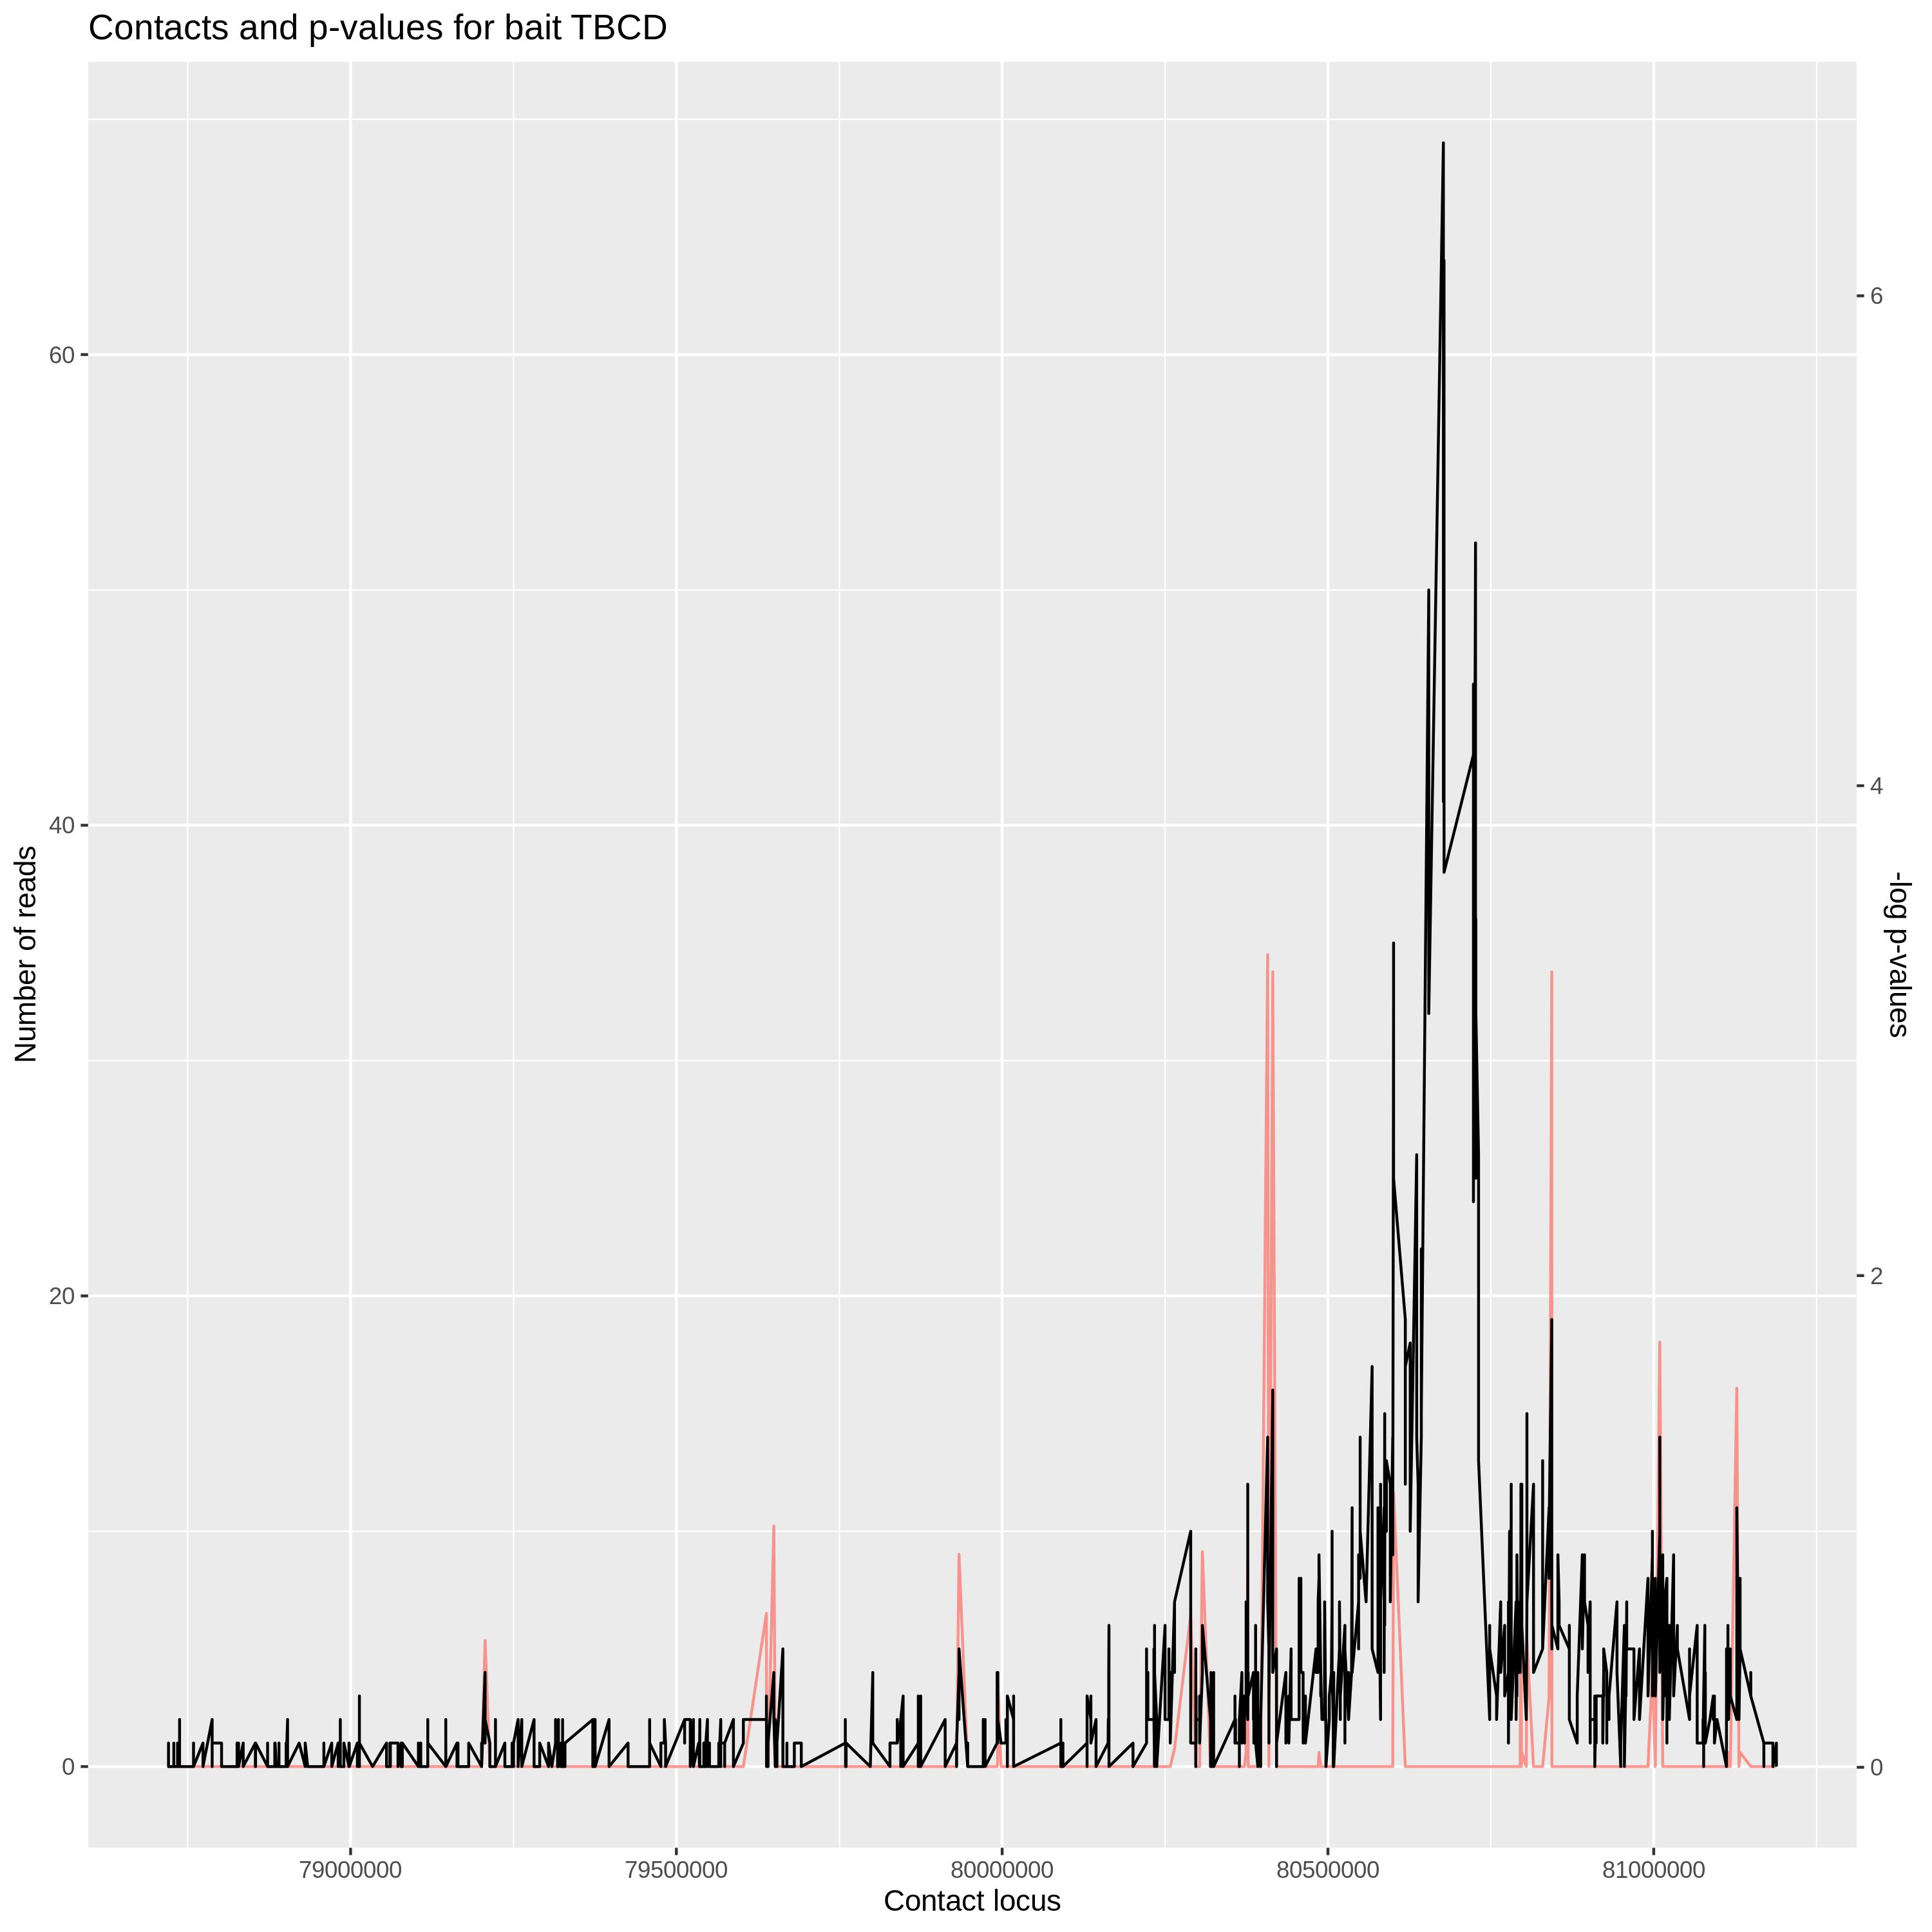 Contacts and p-values for bait TBCD
60
40
20
0
Number of reads
6
4
2
0
-log p-values
79000000 79500000 80000000 80500000 81000000
Contact locus